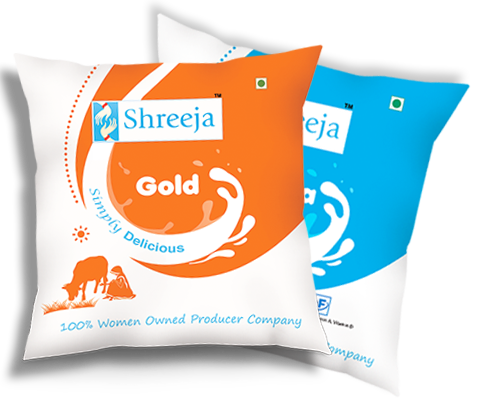 Shreeja
TM
Gold
Simply Delicious
100% Women Owned Producer Company
eeja
TM
a
F
ompany